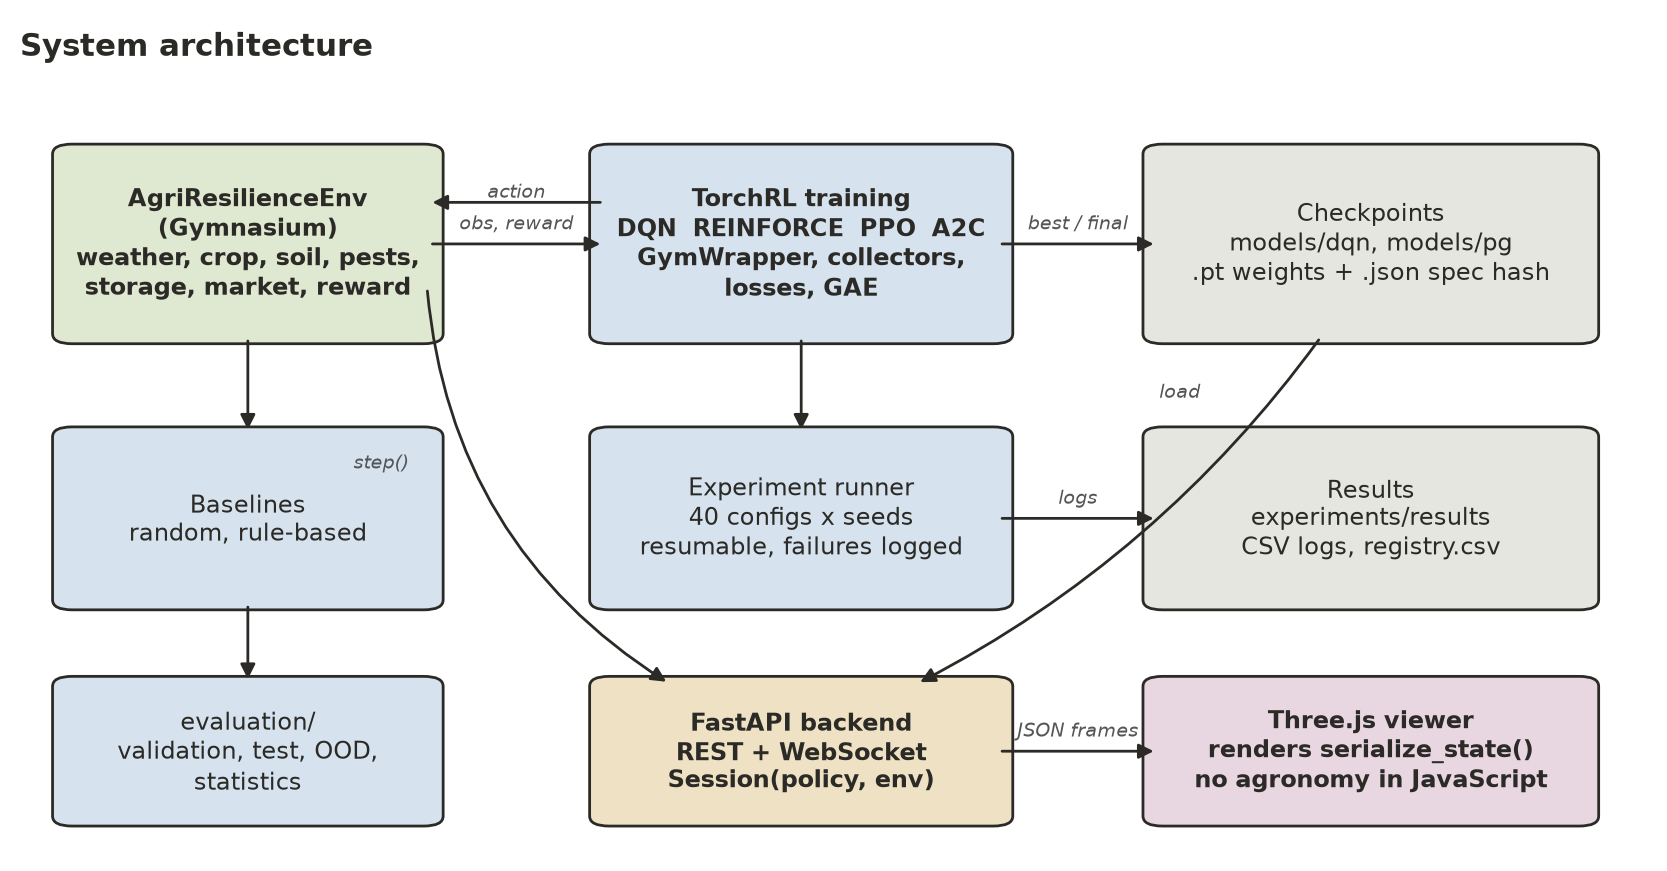 System architecture
AgriResilienceEnv
(Gymnasium)
weather, crop, soil, pests,
storage, market, reward
action
obs, reward
TorchRL training
DQN  REINFORCE  PPO  A2C
GymWrapper, collectors,
losses, GAE
best / final
Checkpoints
models/dqn, models/pg
.pt weights + .json spec hash
load
step()
Baselines
random, rule-based
Experiment runner
40 configs x seeds
resumable, failures logged
logs
Results
experiments/results
CSV logs, registry.csv
evaluation/
validation, test, OOD,
statistics
FastAPI backend
REST + WebSocket
Session(policy, env)
JSON frames
Three.js viewer
renders serialize_state()
no agronomy in JavaScript